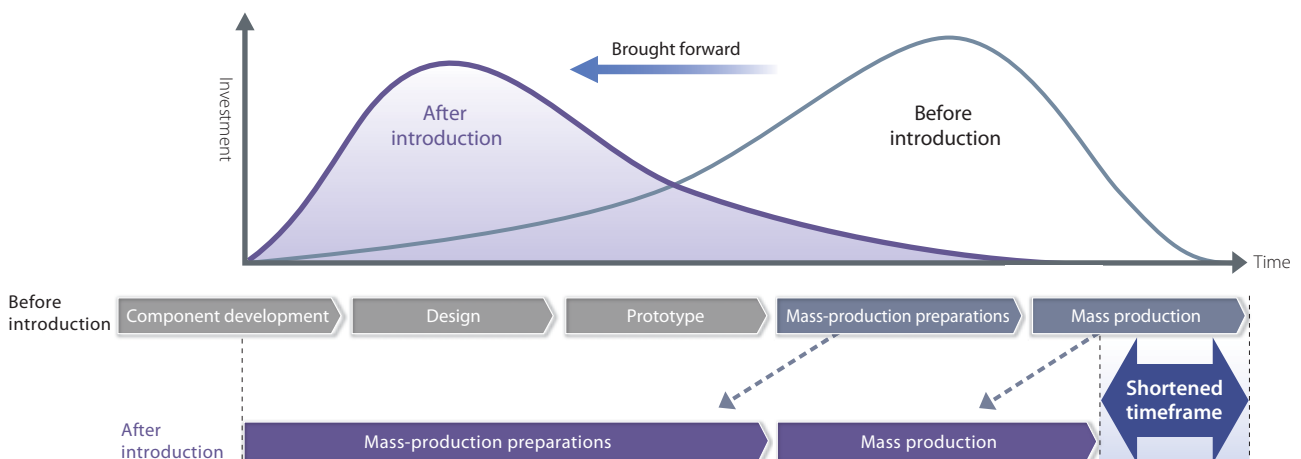 Brought forward
Investment
After
introduction
Before
introduction
Time
Before
introduction
Component development
Design
Prototype
Mass-production preparations
Mass production
Shortened
timeframe
After
introduction
Mass-production preparations
Mass production